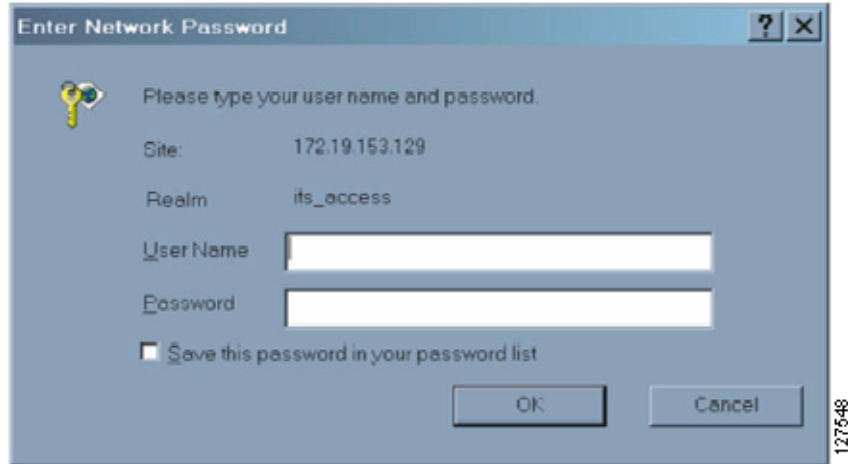 Enter Network Password
Please type your user name and password.
Site: 172.19.153.129
Realm its_access
User Name
Password
Save this password in your password list
OK Cancel
127548